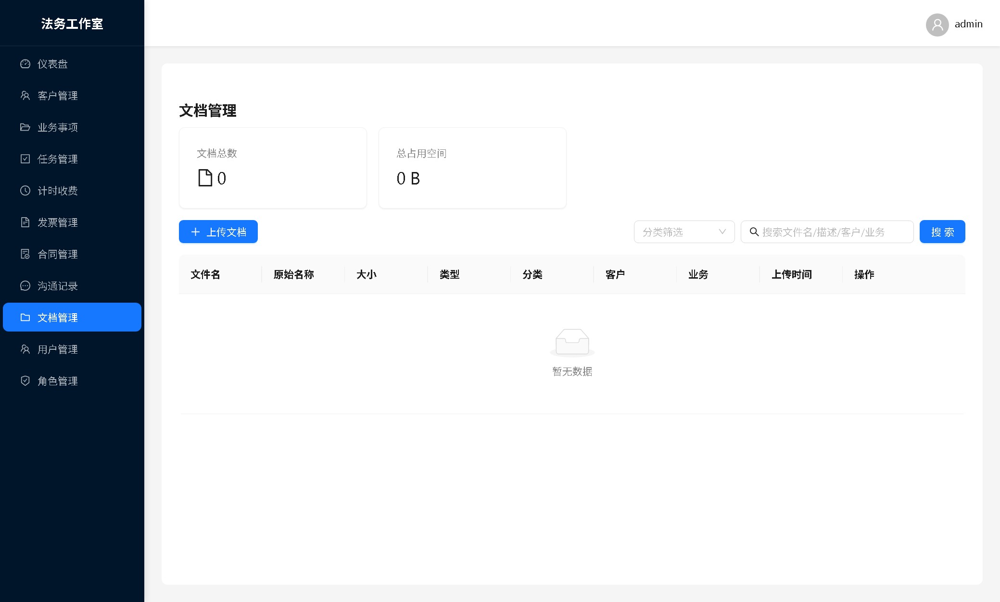 法务工作室
admin
仪表盘
客户管理
业务事项
任务管理
计时收费
发票管理
合同管理
沟通记录
文档管理
用户管理
角色管理
文档管理
文档总数
0
总占用空间
0 B
上传文档
分类筛选
搜索文件名/描述/客户/业务
搜 索
文件名 原始名称 大小 类型 分类 客户 业务 上传时间 操作
暂无数据